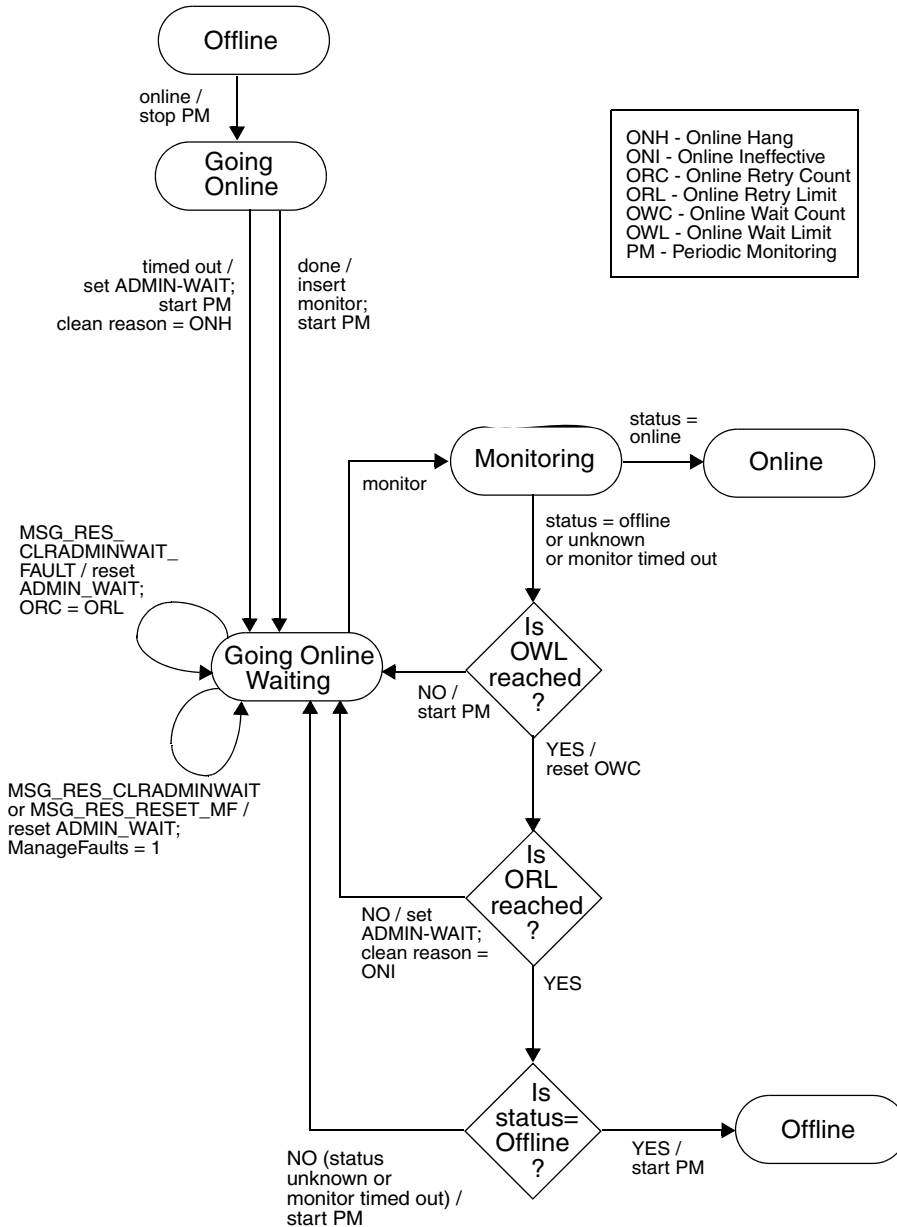 Offline
online /
stop PM
Going
Online
ONH - Online Hang
ONI - Online Ineffective
ORC - Online Retry Count
ORL - Online Retry Limit
OWC - Online Wait Count
OWL - Online Wait Limit
PM - Periodic Monitoring
timed out /
set ADMIN-WAIT;
start PM
clean reason = ONH
done /
insert
monitor;
start PM
monitor
Monitoring
status =
online
Online
status = offline
or unknown
or monitor timed out
MSG_RES_
CLRADMINWAIT_
FAULT / reset
ADMIN_WAIT;
ORC = ORL
Going Online
Waiting
Is
OWL
reached
?
NO /
start PM
YES /
reset OWC
MSG_RES_CLRADMINWAIT
or MSG_RES_RESET_MF /
reset ADMIN_WAIT;
ManageFaults = 1
Is
ORL
reached
?
NO / set
ADMIN-WAIT;
clean reason =
ONI
YES
Is
status=
Offline
?
YES /
start PM
Offline
NO (status
unknown or
monitor timed out) /
start PM